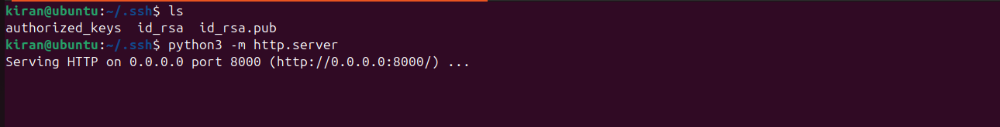 kiran@ubuntu:~/.ssh$ ls
authorized_keys  id_rsa  id_rsa.pub
kiran@ubuntu:~/.ssh$ python3 -m http.server
Serving HTTP on 0.0.0.0 port 8000 (http://0.0.0.0:8000/) ...